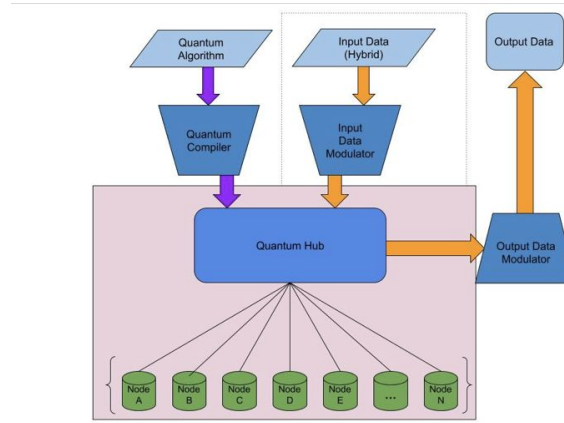 Quantum
Algorithm
Input Data
(Hybrid)
Output Data
Quantum
Compiler
Input
Data
Modulator
Quantum Hub
Output Data
Modulator
Node
A
Node
B
Node
C
Node
D
Node
E
...
Node
N